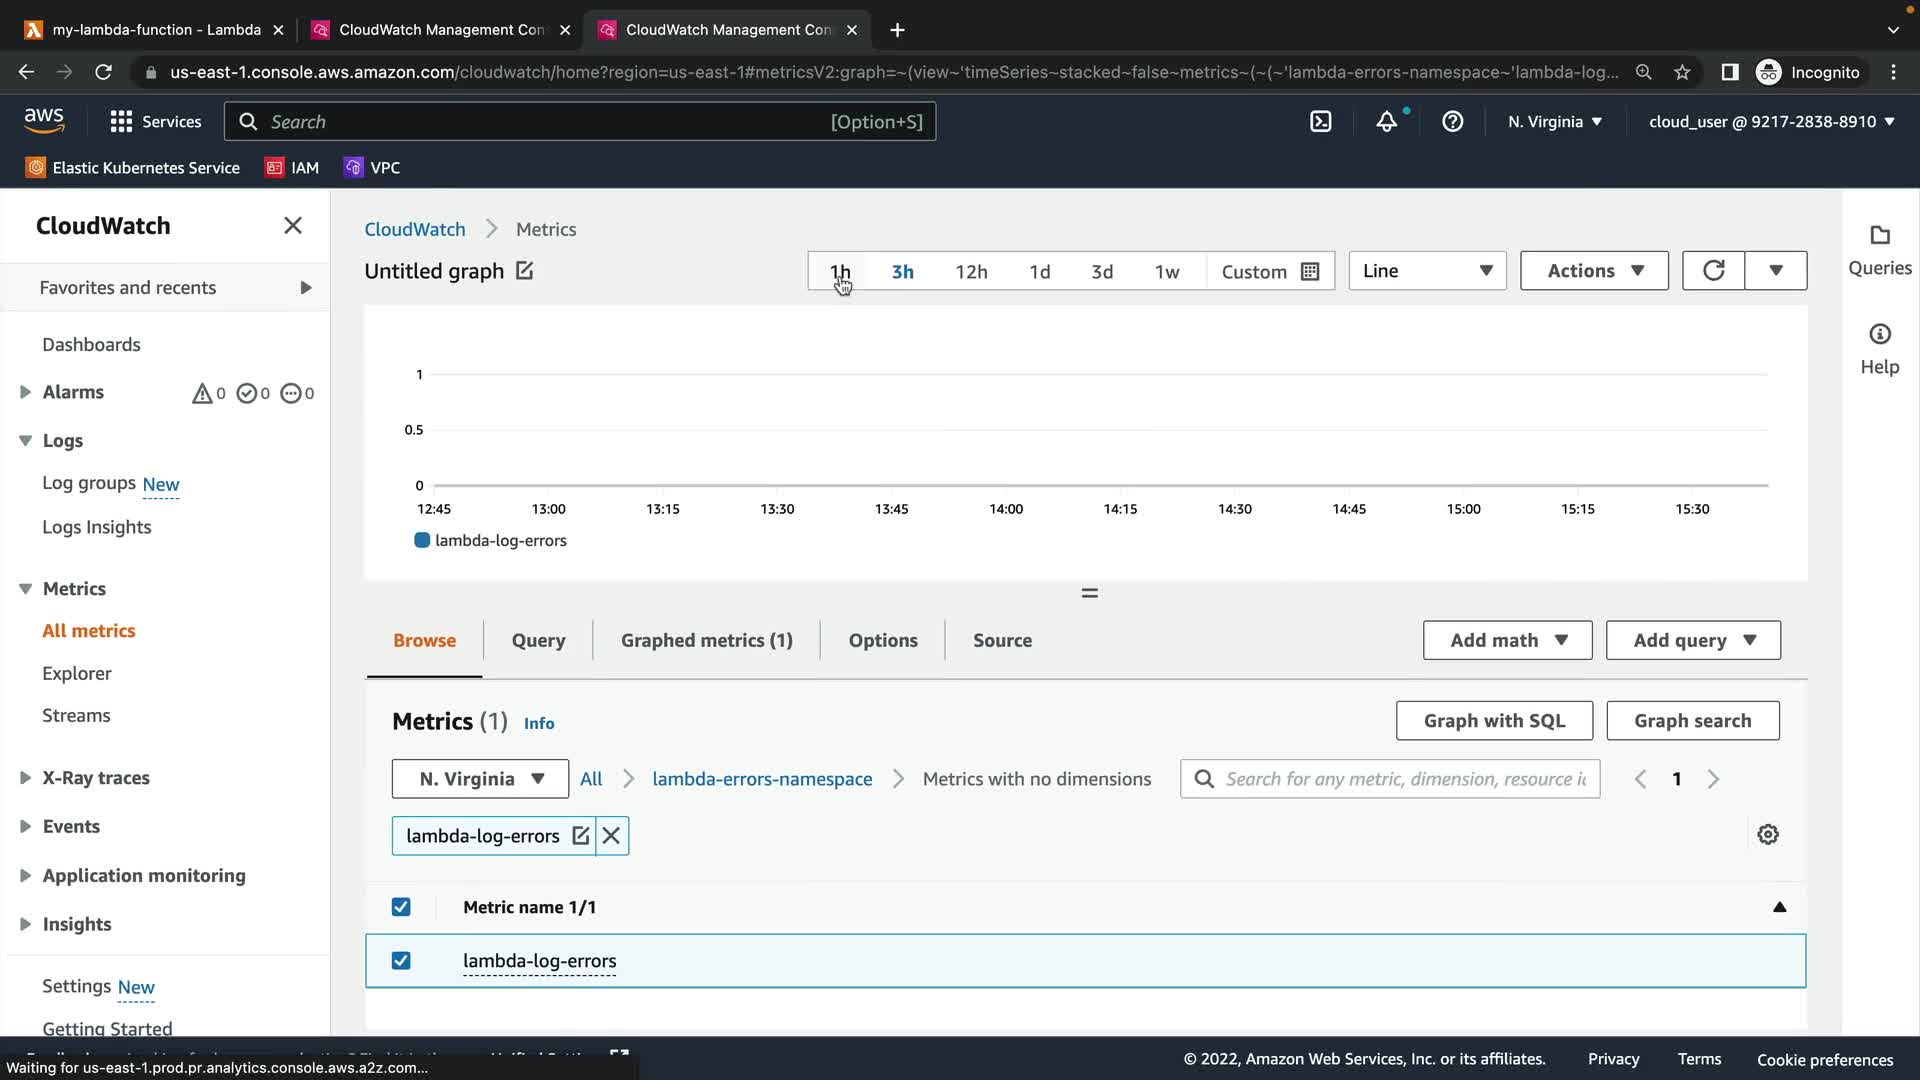 my-lambda-function - Lambda
CloudWatch Management Con
CloudWatch Management Con
us-east-1.console.aws.amazon.com/cloudwatch/home?region=us-east-1#metricsV2:graph=~(view~'timeSeries~stacked~false~metrics~(~(~'lambda-errors-namespace~'lambda-log...
Incognito
aws
Services
Search
[Option+S]
N. Virginia
cloud_user @ 9217-2838-8910
Elastic Kubernetes Service
IAM
VPC
CloudWatch
Favorites and recents
Dashboards
Alarms
0
0
0
Logs
Log groups New
Logs Insights
Metrics
All metrics
Explorer
Streams
X-Ray traces
Events
Application monitoring
Insights
Settings New
Getting Started
CloudWatch
Metrics
Untitled graph
1h
3h
12h
1d
3d
1w
Custom
Line
Actions
1
0.5
0
12:45
13:00
13:15
13:30
13:45
14:00
14:15
14:30
14:45
15:00
15:15
15:30
lambda-log-errors
Browse
Query
Graphed metrics (1)
Options
Source
Add math
Add query
Metrics (1) Info
Graph with SQL
Graph search
N. Virginia
All
lambda-errors-namespace
Metrics with no dimensions
Search for any metric, dimension, resource id
1
lambda-log-errors
Metric name 1/1
lambda-log-errors
Queries
Help
Waiting for us-east-1.prod.pr.analytics.console.aws.a2z.com...
© 2022, Amazon Web Services, Inc. or its affiliates.
Privacy
Terms
Cookie preferences